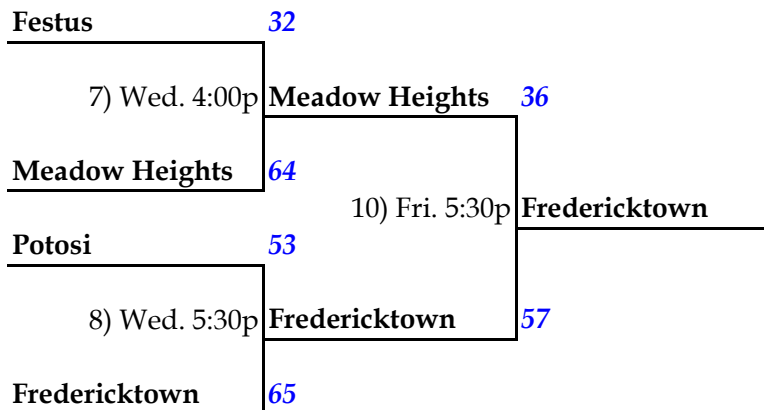 Festus 32
7) Wed. 4:00p Meadow Heights 36
Meadow Heights 64
10) Fri. 5:30p Fredericktown
Potosi 53
8) Wed. 5:30p Fredericktown 57
Fredericktown 65